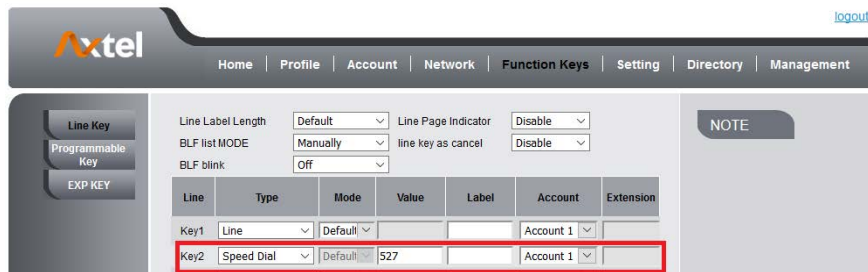 logout
Axtel
Home | Profile | Account | Network | Function Keys | Setting | Directory | Management
Line Key
Programmable Key
EXP KEY
Line Label Length Default Line Page Indicator Disable
BLF list MODE Manually line key as cancel Disable
BLF blink Off
Line Type Mode Value Label Account Extension
Key1 Line Default Account 1
Key2 Speed Dial Default 527 Account 1
NOTE